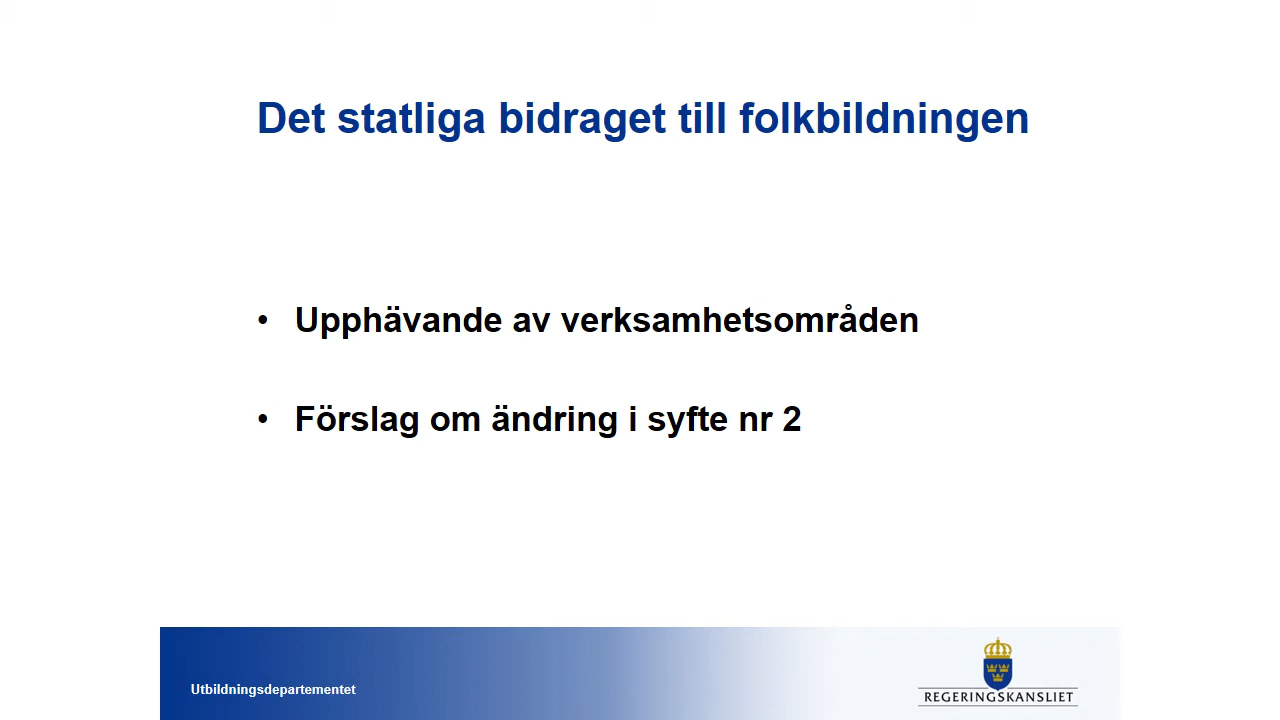 Det statliga bidraget till folkbildningen
• Upphävande av verksamhetsområden
• Förslag om ändring i syfte nr 2
Utbildningsdepartementet
REGERINGSKANSLIET